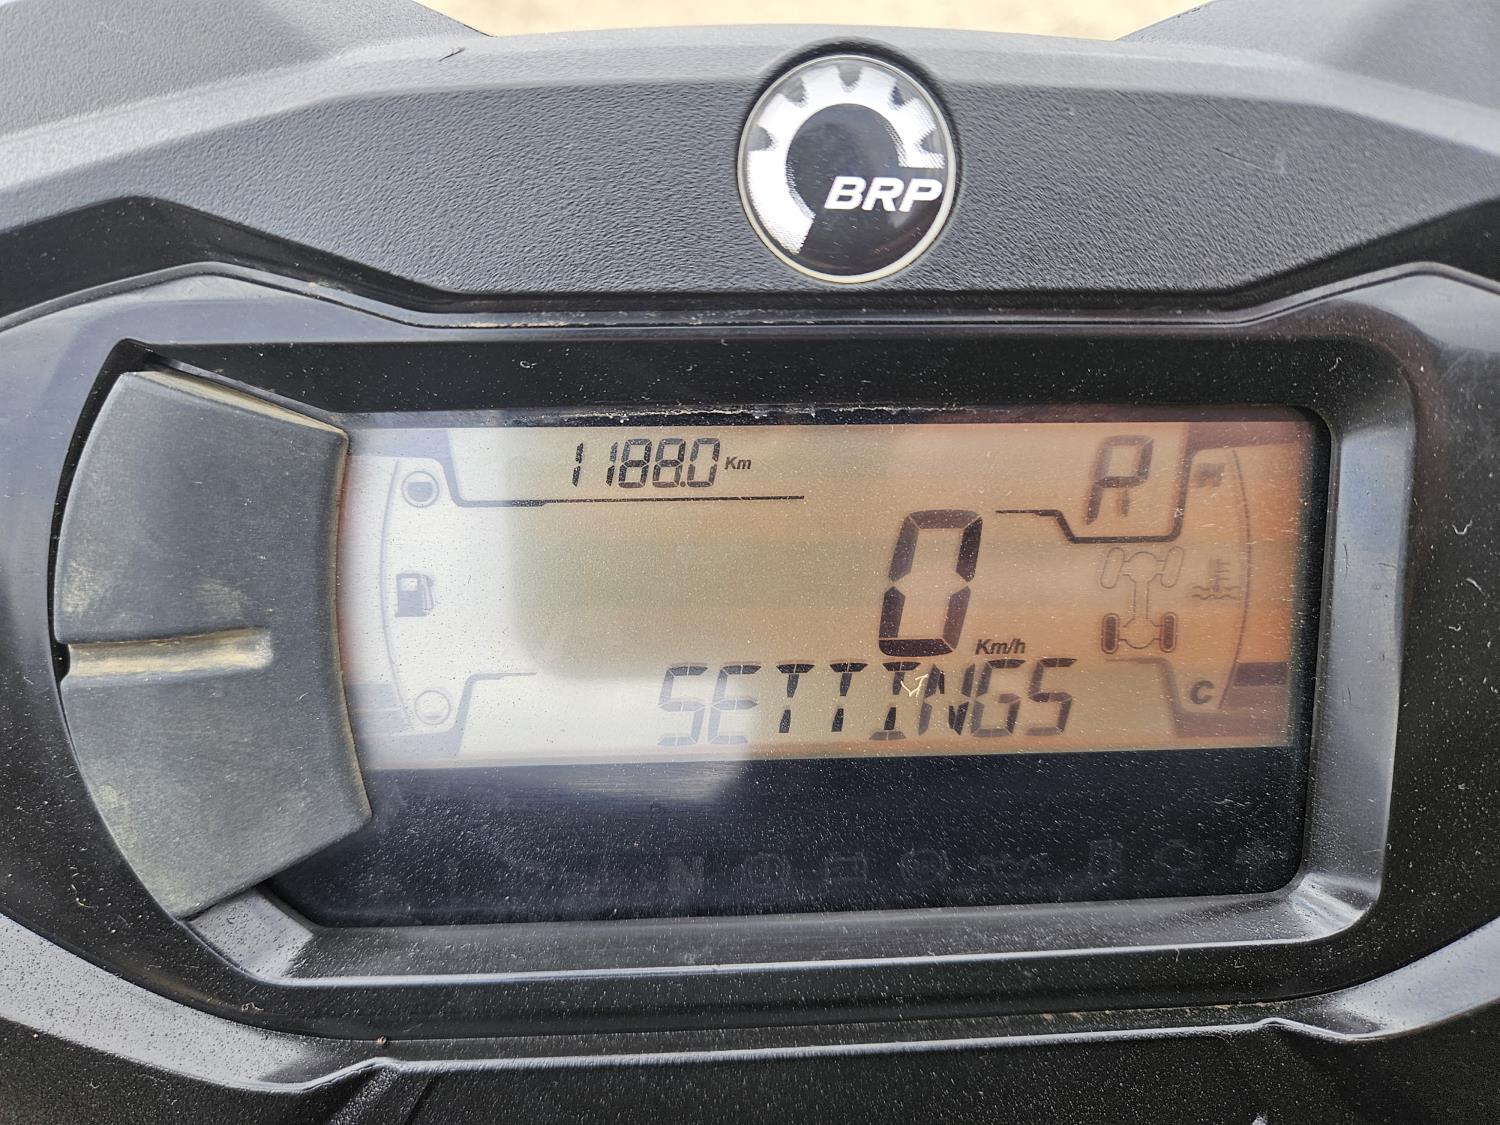 BRP
1188.0 Km
R
0 Km/h
C
SETTINGS